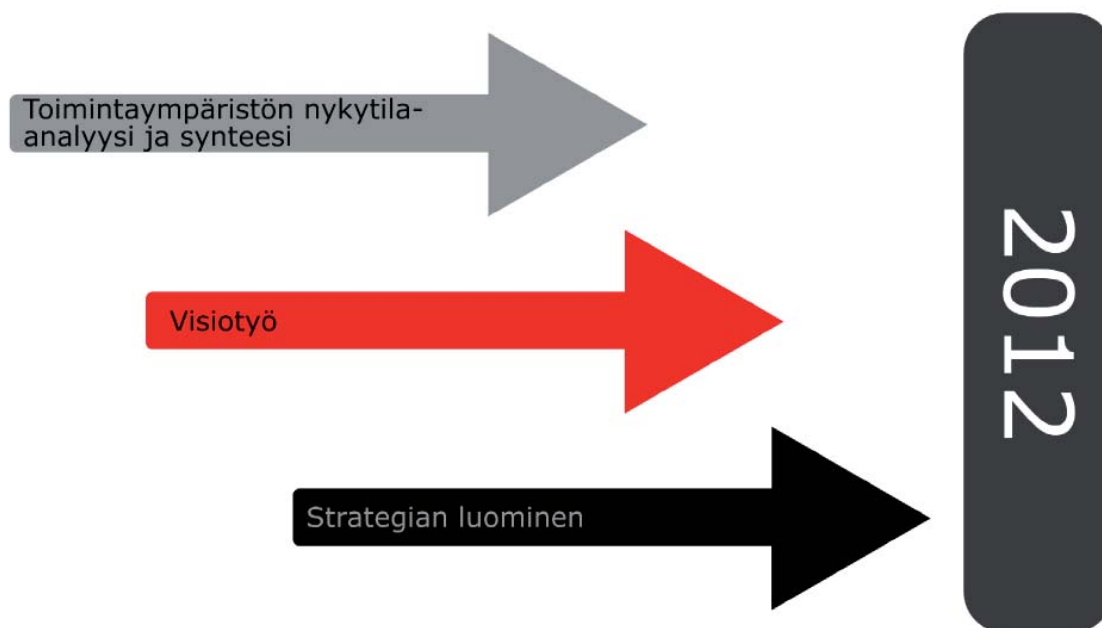 Toimintaympäristön nykytila-
analyysi ja synteesi
Visiotyö
Strategian luominen
2012